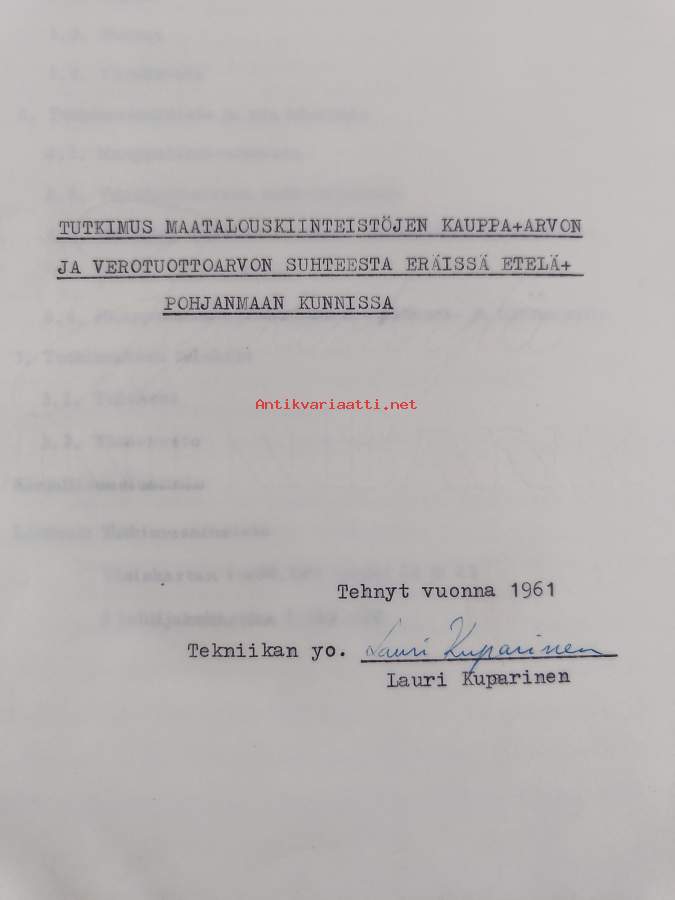 TUTKIMUS MAATALOUSKIINTEISTÖJEN KAUPPA+ARVON
JA VEROTUOTTOARVON SUHTEESTA ERÄISSÄ ETELÄ+
POHJANMAAN KUNNISSA
Antikvariaatti.net
Tehnyt vuonna 1961
Tekniikan yo. Lauri Kuparinen
Lauri Kuparinen